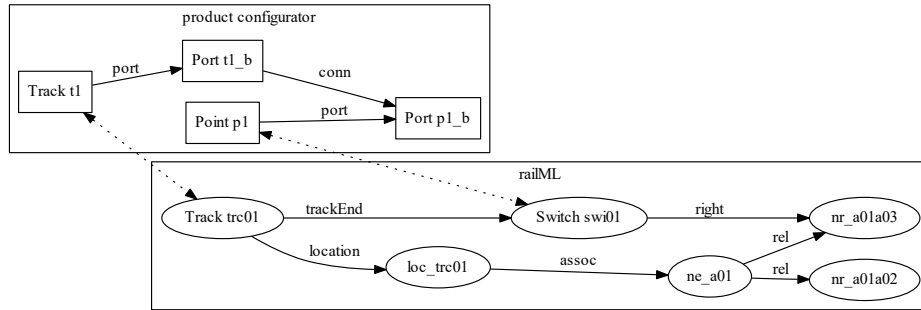 product configurator
Port t1_b
port
conn
Track t1
port
Point p1
Port p1_b
railML
Track trc01
trackEnd
Switch swi01
right
nr_a01a03
location
rel
loc_trc01
assoc
ne_a01
rel
nr_a01a02